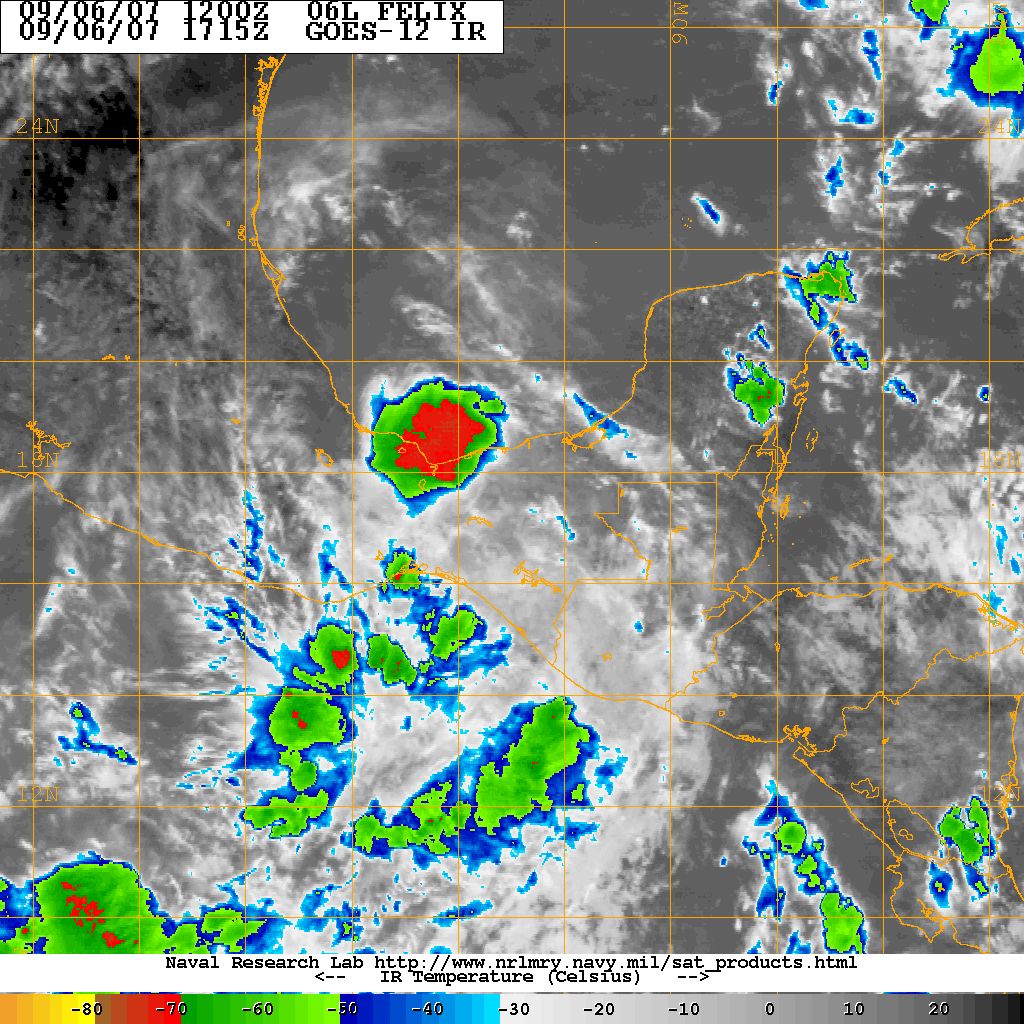 09/06/07 1200Z 06L FELIX
09/06/07 1715Z GOES-12 IR
90W
24N
24N
18N
18N
12N
12N
Naval Research Lab http://www.nrlmry.navy.mil/sat_products.html
<-- IR Temperature (Celsius) -->
-80 -70 -60 -50 -40 -30 -20 -10 0 10 20